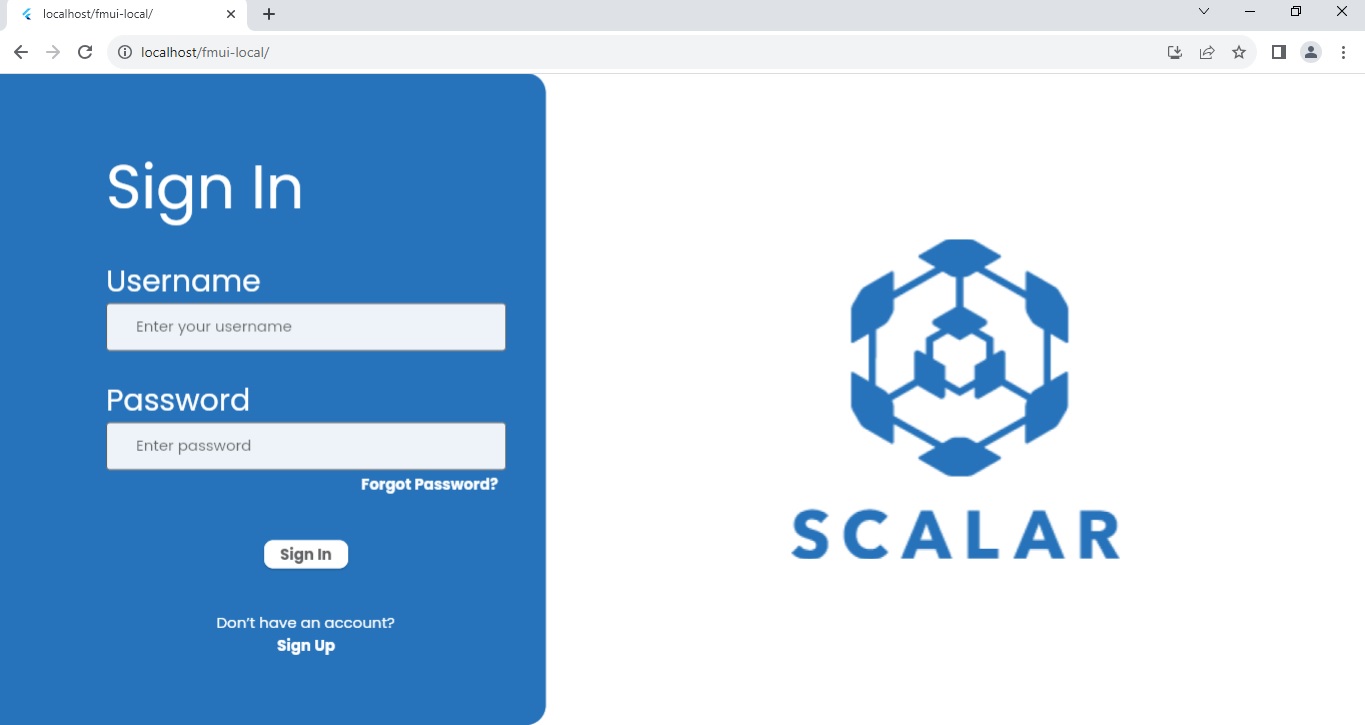 localhost/fmui-local/
localhost/fmui-local/
Sign In
Username
Enter your username
Password
Enter password
Forgot Password?
Sign In
Don’t have an account?
Sign Up
SCALAR